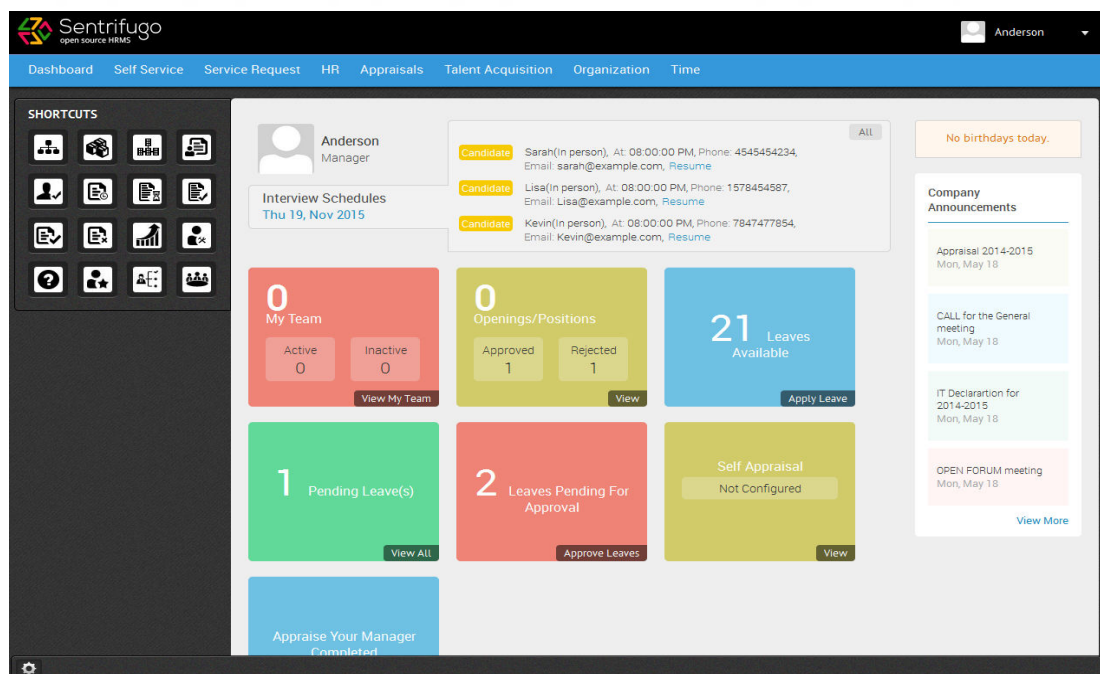 Sentrifugo
open source HRMS
Anderson
Dashboard Self Service Service Request HR Appraisals Talent Acquisition Organization Time
SHORTCUTS
Anderson
Manager
Interview Schedules
Thu 19, Nov 2015
All
Candidate Sarah(In person), At: 08:00:00 PM, Phone: 4545454234,
Email: sarah@example.com, Resume
Candidate Lisa(In person), At: 08:00:00 PM, Phone: 1578454587,
Email: Lisa@example.com, Resume
Candidate Kevin(In person), At: 08:00:00 PM, Phone: 7847477854,
Email: Kevin@example.com, Resume
No birthdays today.
Company
Announcements
Appraisal 2014-2015
Mon, May 18
CALL for the General
meeting
Mon, May 18
IT Declarartion for
2014-2015
Mon, May 18
OPEN FORUM meeting
Mon, May 18
View More
0
My Team
Active Inactive
0 0
View My Team
0
Openings/Positions
Approved Rejected
1 1
View
21 Leaves
Available
Apply Leave
1 Pending Leave(s)
View All
2 Leaves Pending For
Approval
Approve Leaves
Self Appraisal
Not Configured
View
Appraise Your Manager
Completed